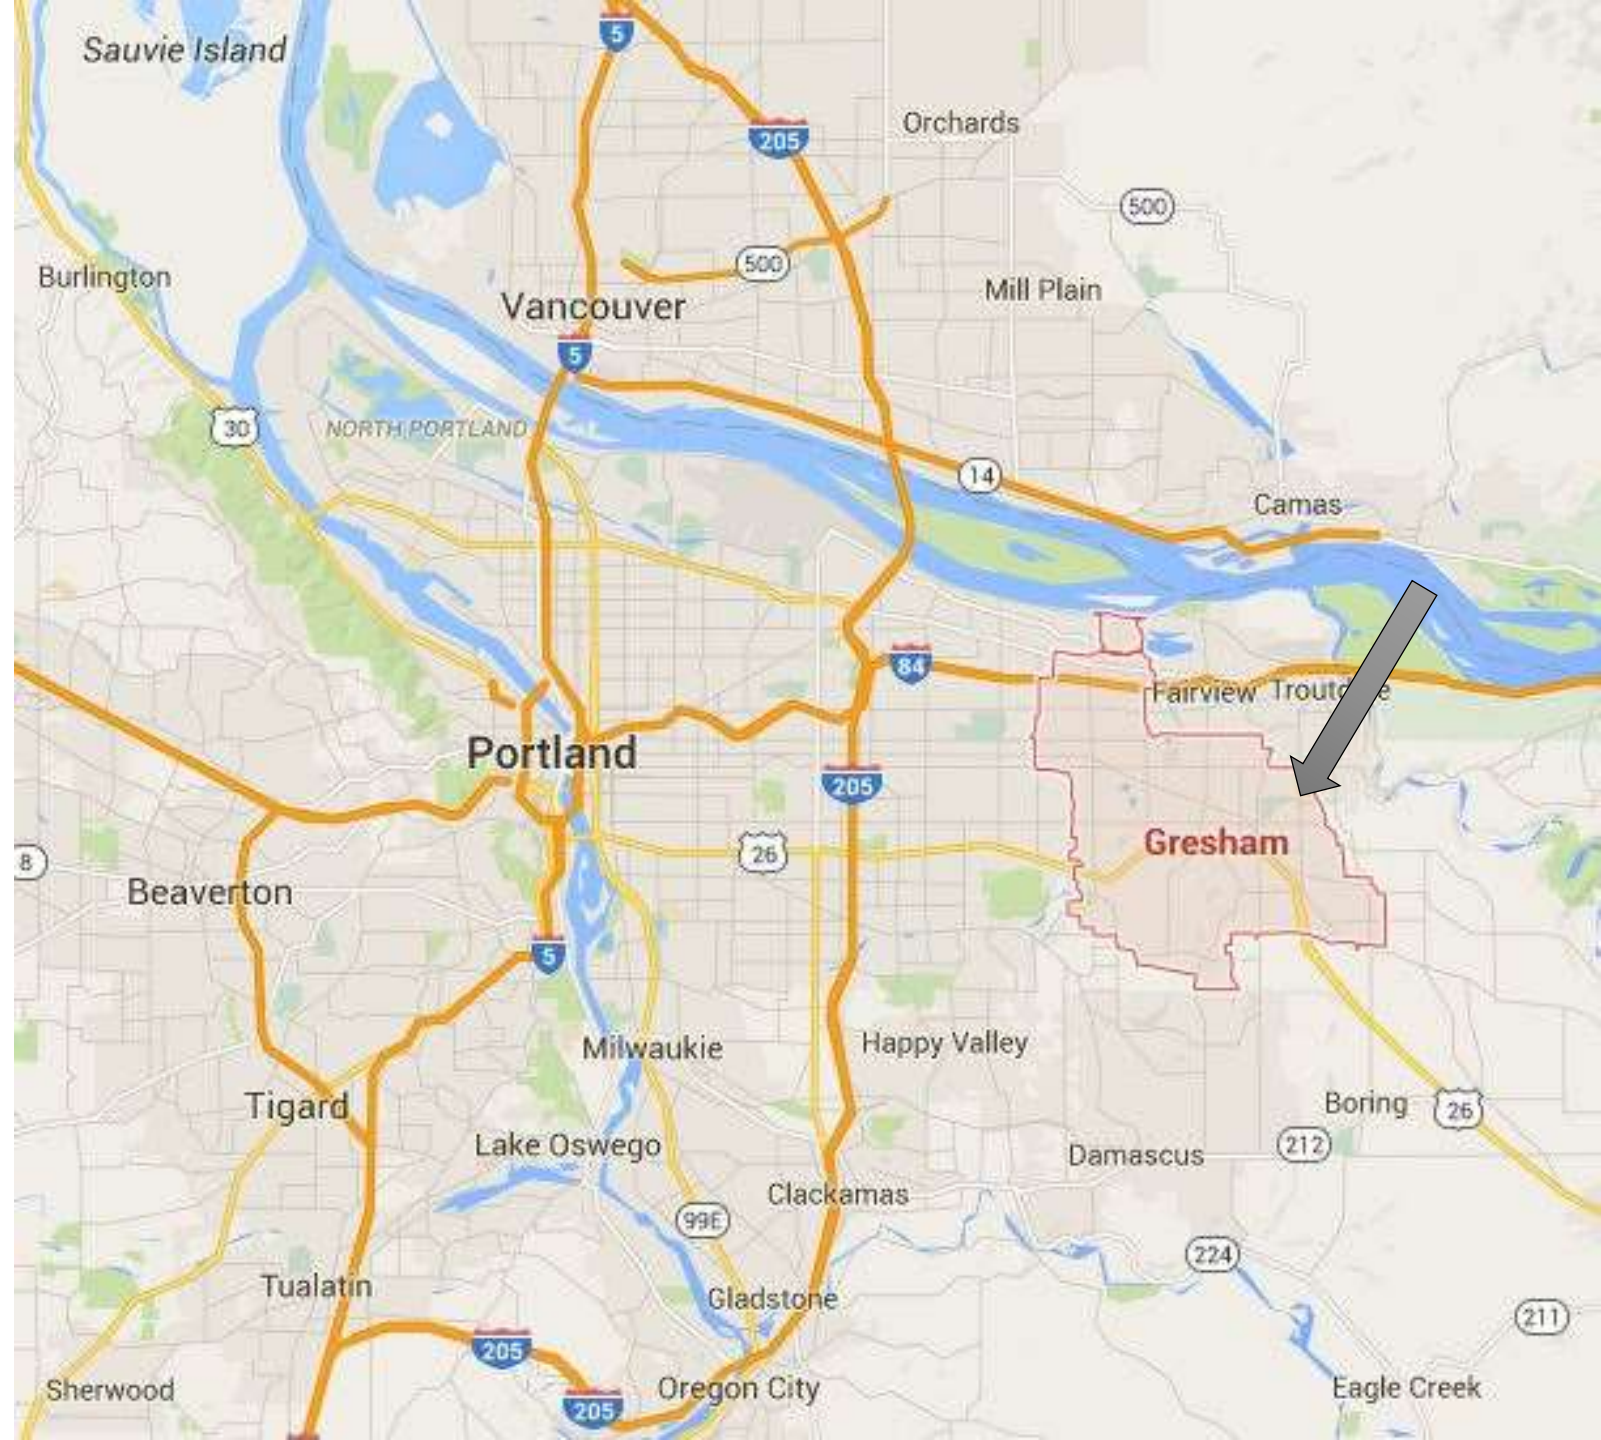 Sauvie Island
5
205
Orchards
500
Burlington
500
Mill Plain
Vancouver
5
30
NORTH PORTLAND
14
Camas
84
Fairview
Portland
205
Gresham
26
8
Beaverton
5
Milwaukie
Happy Valley
Tigard
Boring
26
Lake Oswego
212
Damascus
Clackamas
99E
224
Tualatin
Gladstone
211
205
Sherwood
Oregon City
Eagle Creek
205